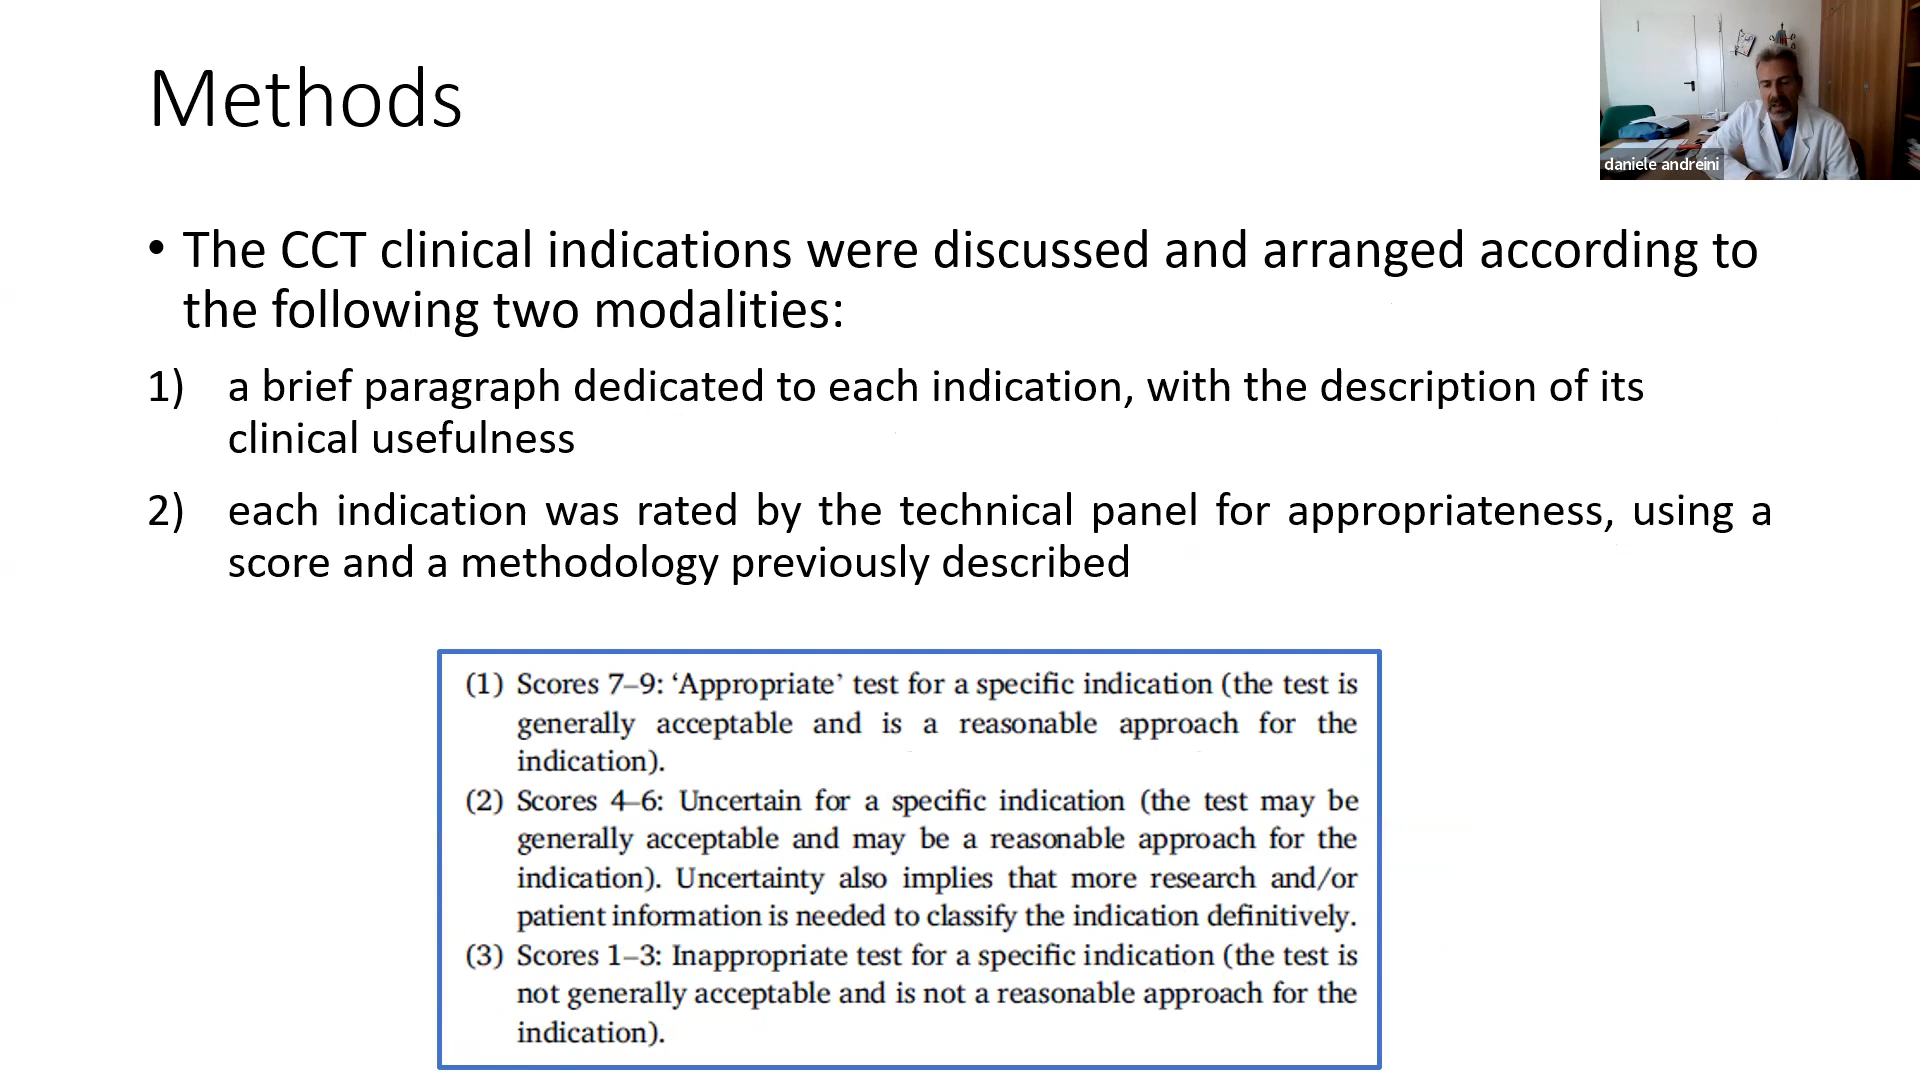 Methods
daniele andreini
• The CCT clinical indications were discussed and arranged according to
the following two modalities:
1) a brief paragraph dedicated to each indication, with the description of its
clinical usefulness
2) each indication was rated by the technical panel for appropriateness, using a
score and a methodology previously described
(1) Scores 7–9: ‘Appropriate’ test for a specific indication (the test is
generally acceptable and is a reasonable approach for the
indication).
(2) Scores 4–6: Uncertain for a specific indication (the test may be
generally acceptable and may be a reasonable approach for the
indication). Uncertainty also implies that more research and/or
patient information is needed to classify the indication definitively.
(3) Scores 1–3: Inappropriate test for a specific indication (the test is
not generally acceptable and is not a reasonable approach for the
indication).